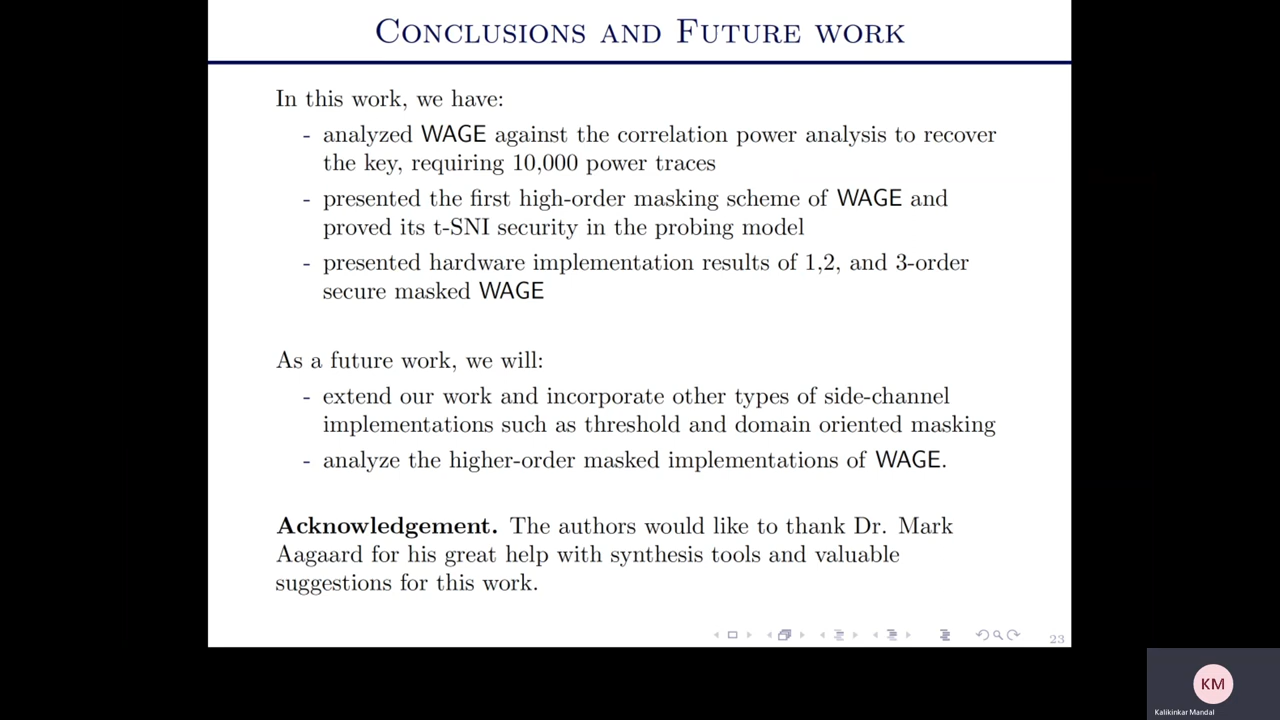 Conclusions and Future work
In this work, we have:
- analyzed WAGE against the correlation power analysis to recover
the key, requiring 10,000 power traces
- presented the first high-order masking scheme of WAGE and
proved its t-SNI security in the probing model
- presented hardware implementation results of 1,2, and 3-order
secure masked WAGE
As a future work, we will:
- extend our work and incorporate other types of side-channel
implementations such as threshold and domain oriented masking
- analyze the higher-order masked implementations of WAGE.
Acknowledgement. The authors would like to thank Dr. Mark
Aagaard for his great help with synthesis tools and valuable
suggestions for this work.
23
KM
Kalikinkar Mandal